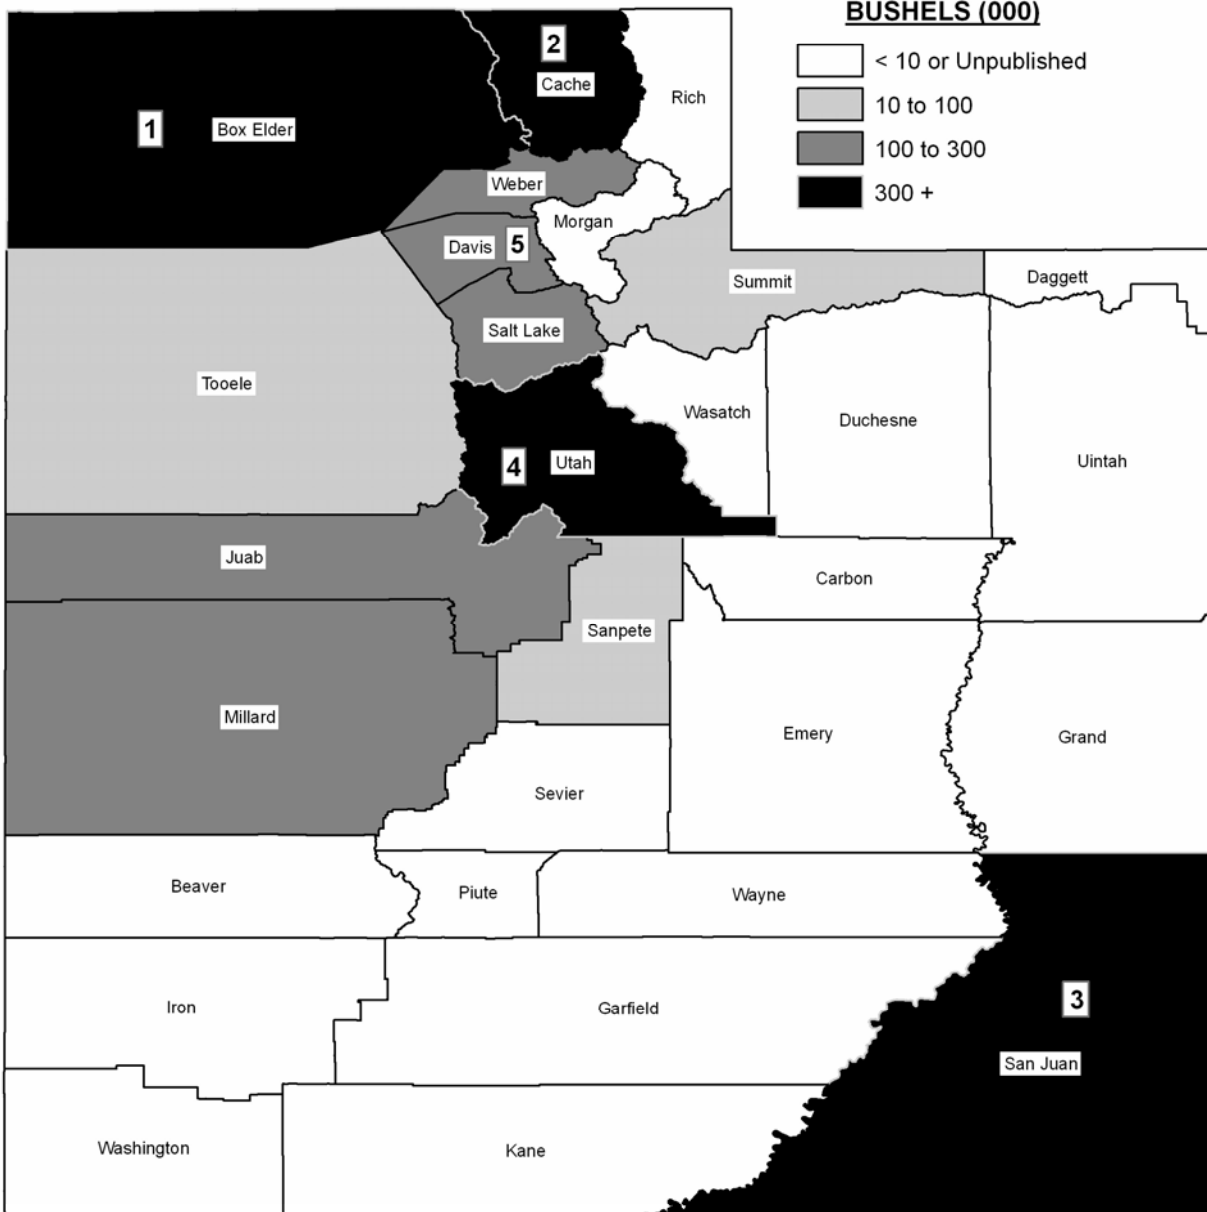 BUSHELS (000)
< 10 or Unpublished
10 to 100
100 to 300
300 +
2
Cache
Rich
1
Box Elder
Weber
Morgan
Davis
5
Summit
Daggett
Salt Lake
Tooele
Wasatch
Duchesne
Uintah
4
Utah
Juab
Carbon
Sanpete
Millard
Emery
Grand
Sevier
Beaver
Piute
Wayne
Iron
Garfield
3
San Juan
Washington
Kane